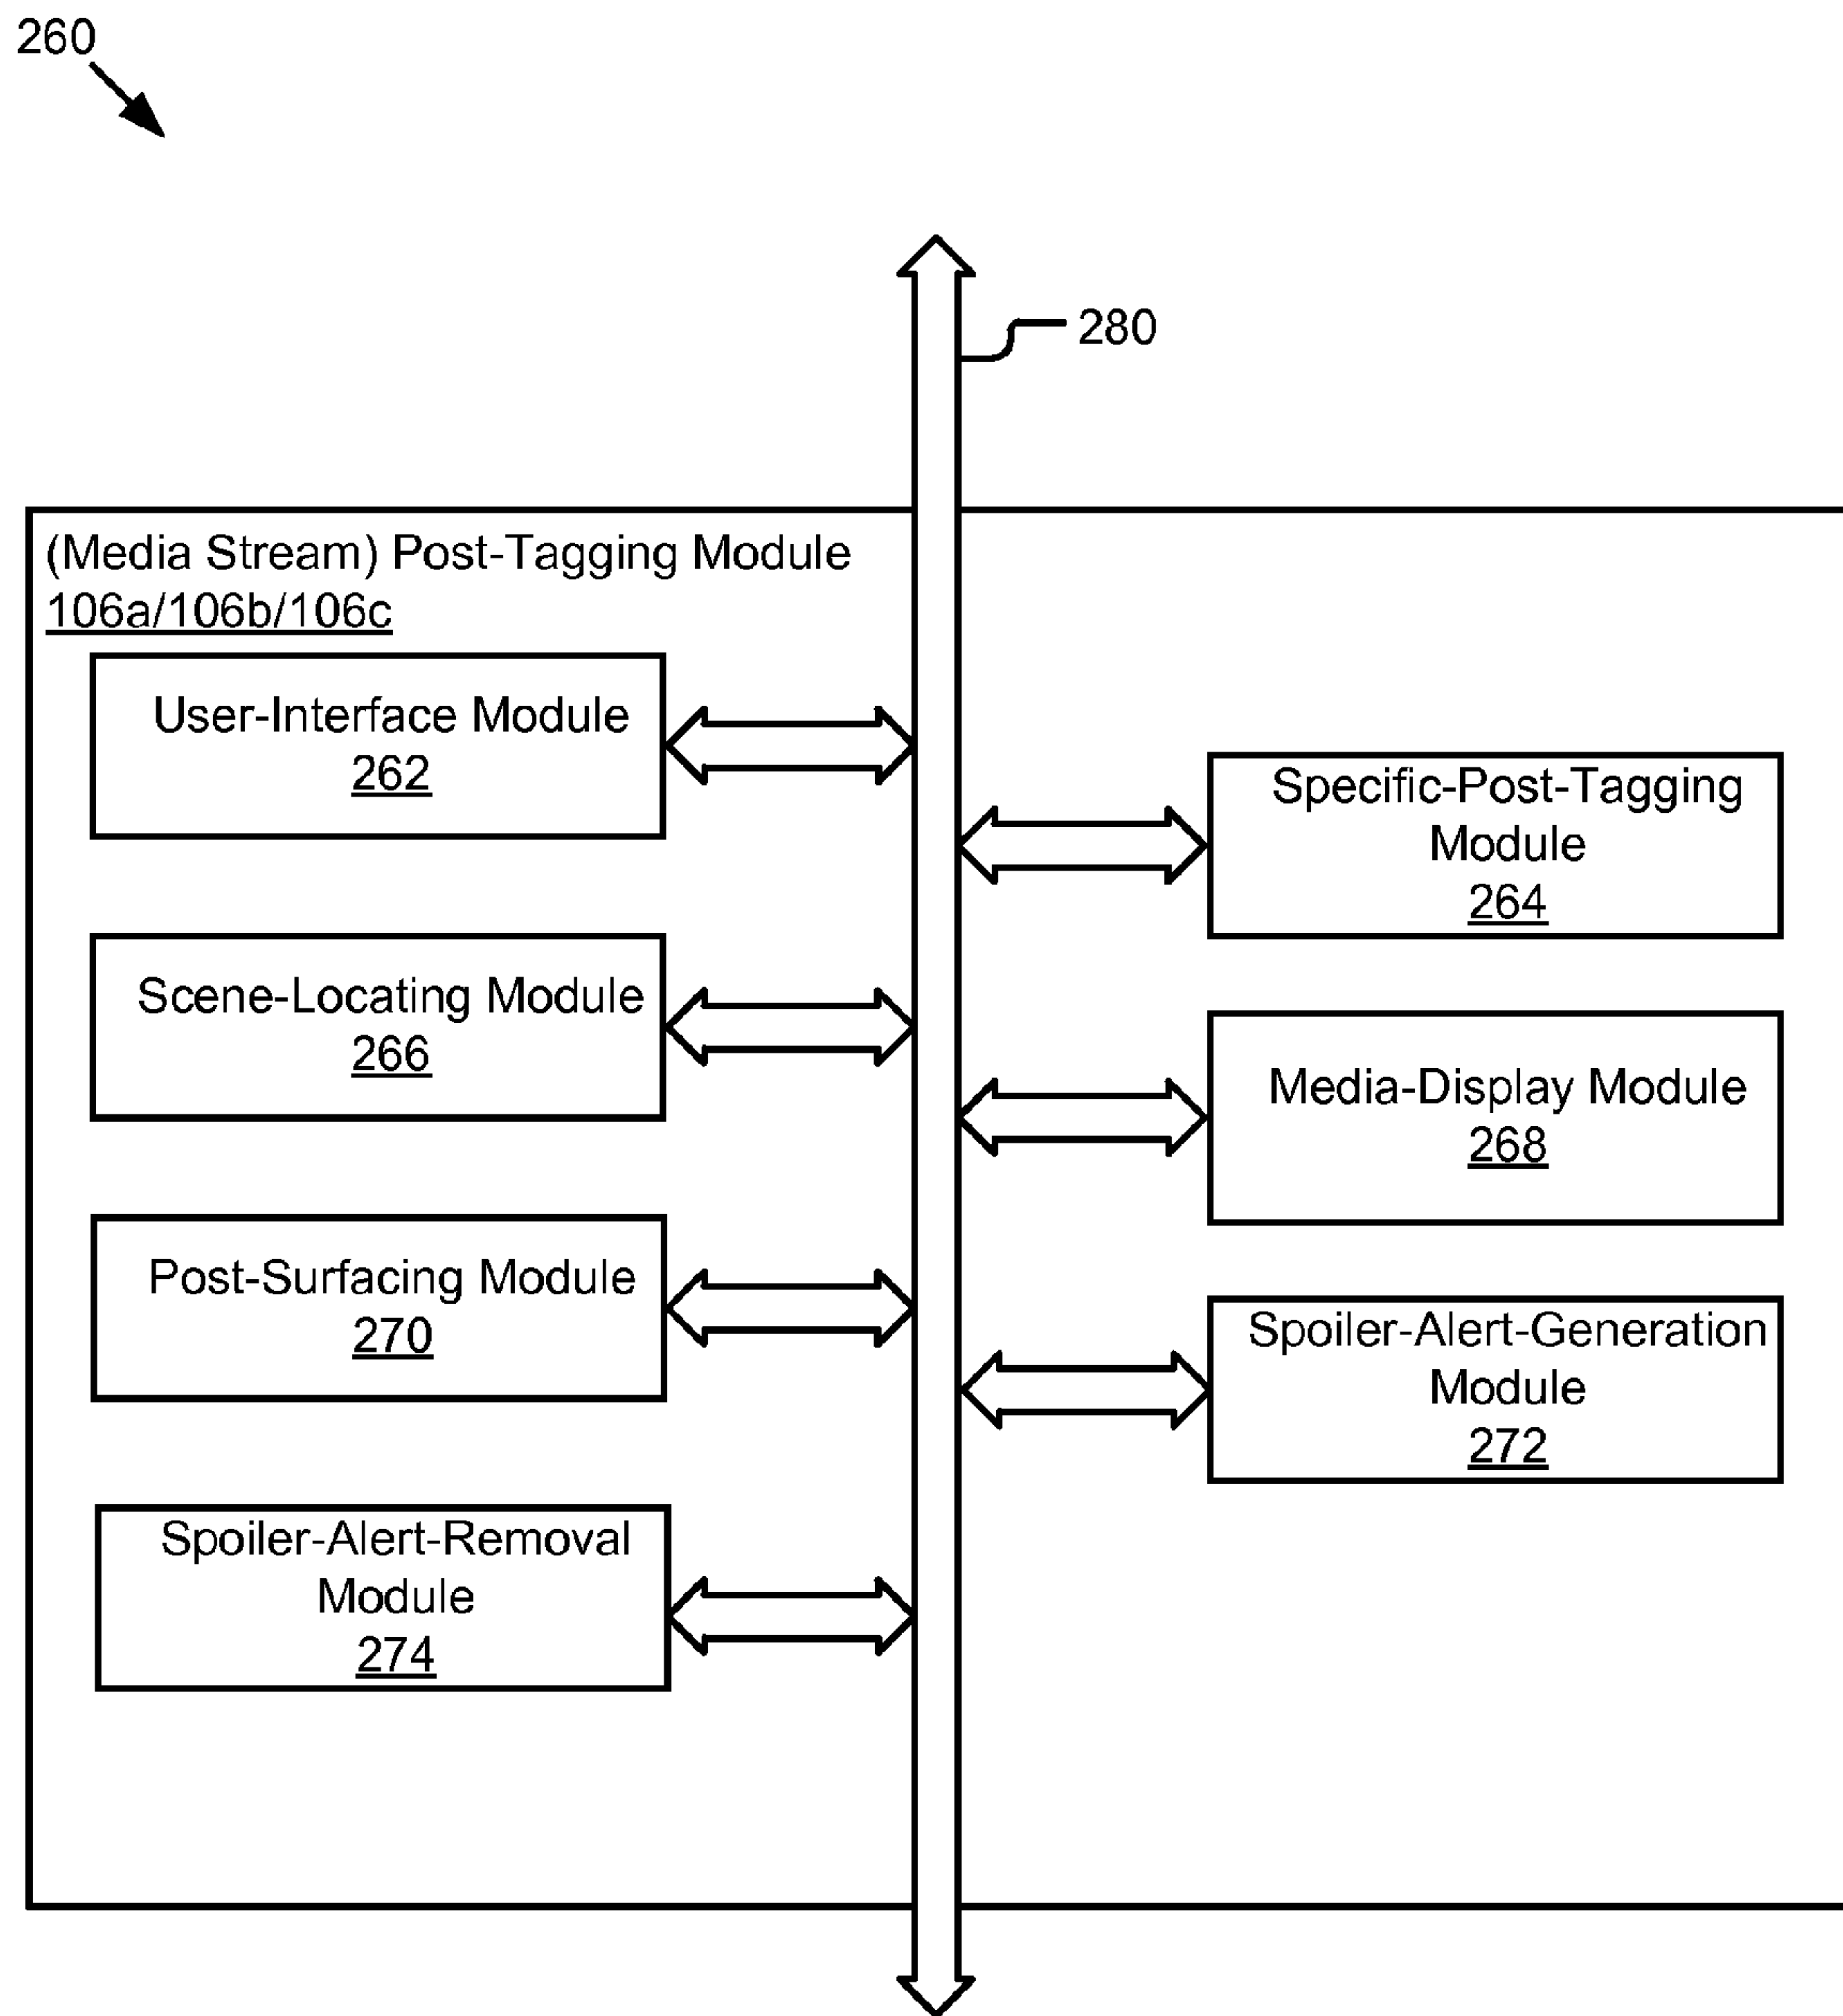 260
280
(Media Stream) Post-Tagging Module
106a/106b/106c
User-Interface Module
262
Specific-Post-Tagging
Module
264
Scene-Locating Module
266
Media-Display Module
268
Post-Surfacing Module
270
Spoiler-Alert-Generation
Module
272
Spoiler-Alert-Removal
Module
274